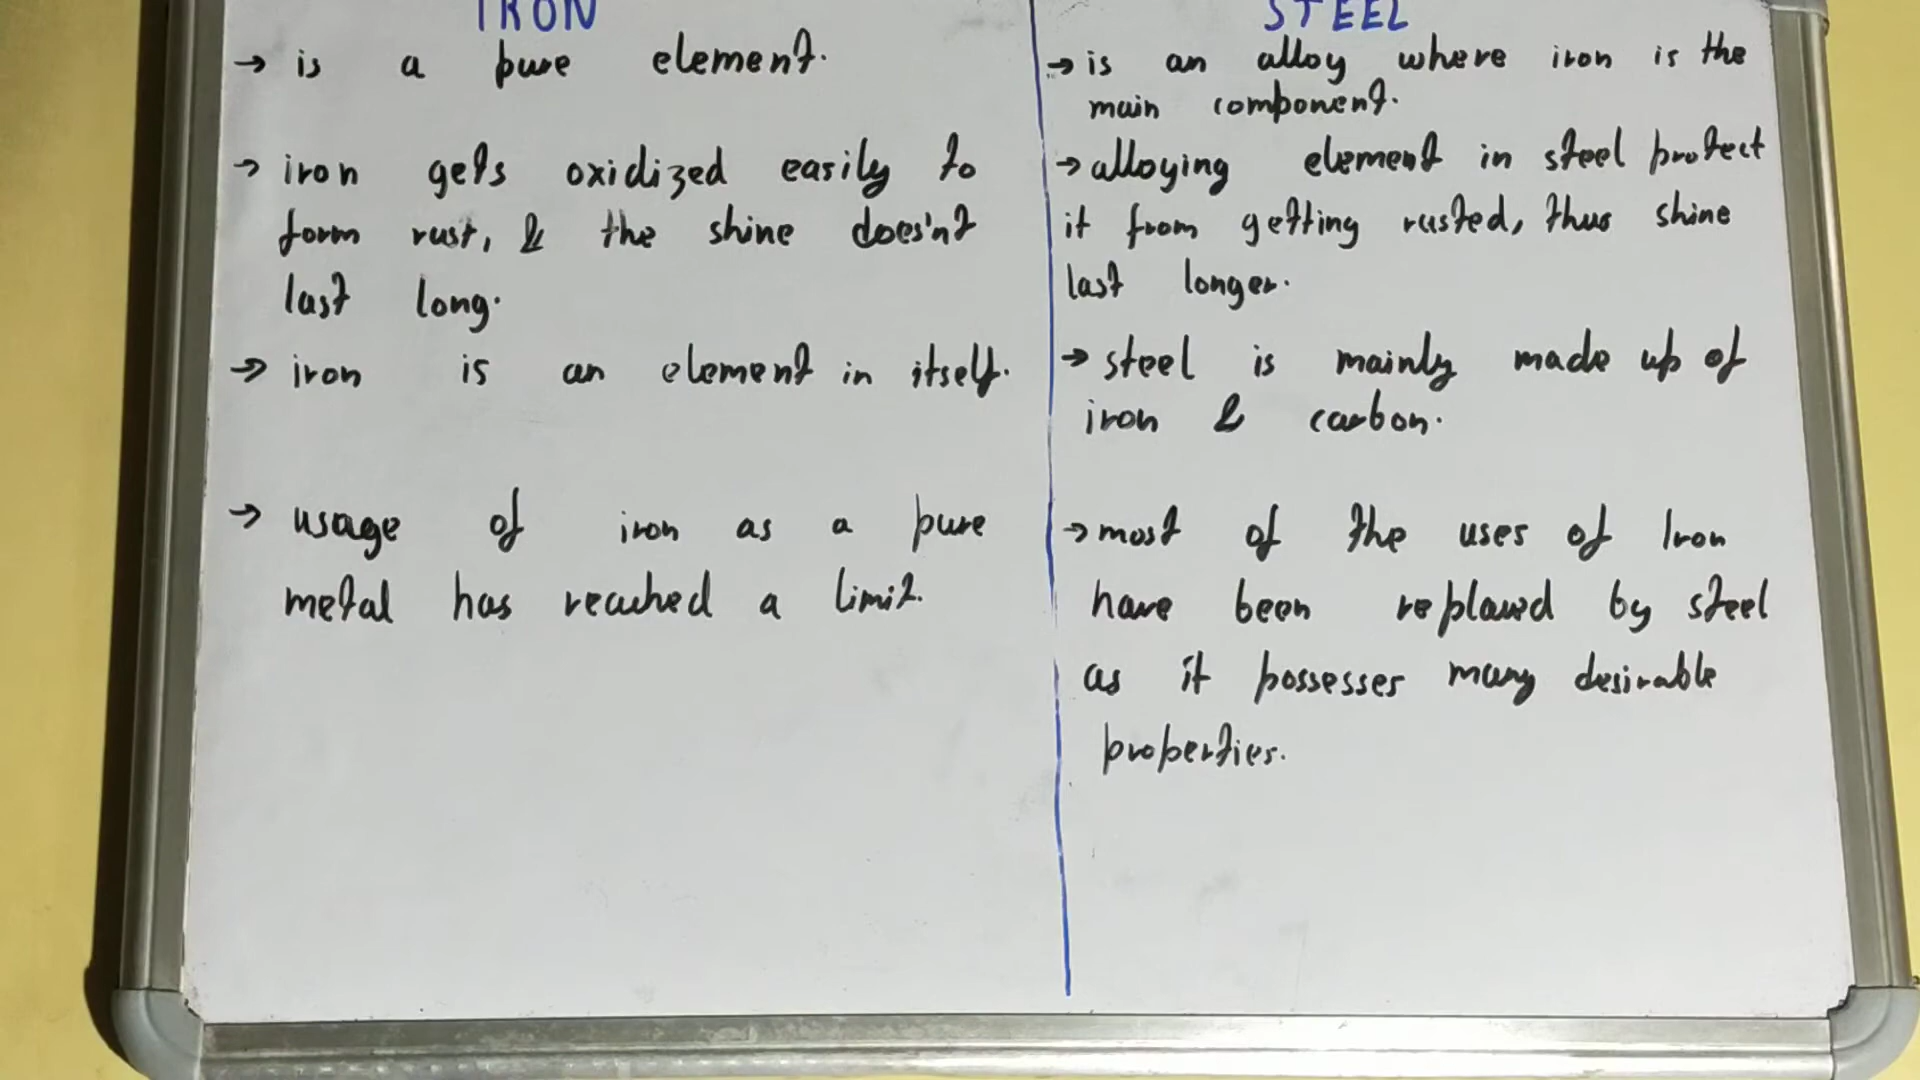 IRON
→ is a pure element.
→ iron gets oxidized easily to
form rust, & the shine does'nt
last long.
→ iron is an element in itself.
→ usage of iron as a pure
metal has reached a limit.
STEEL
→ is an alloy where iron is the
main component.
→ alloying element in steel protect
it from getting rusted, thus shine
last longer.
→ steel is mainly made up of
iron & carbon.
→ most of the uses of Iron
have been replaced by steel
as it possesses many desirable
properties.